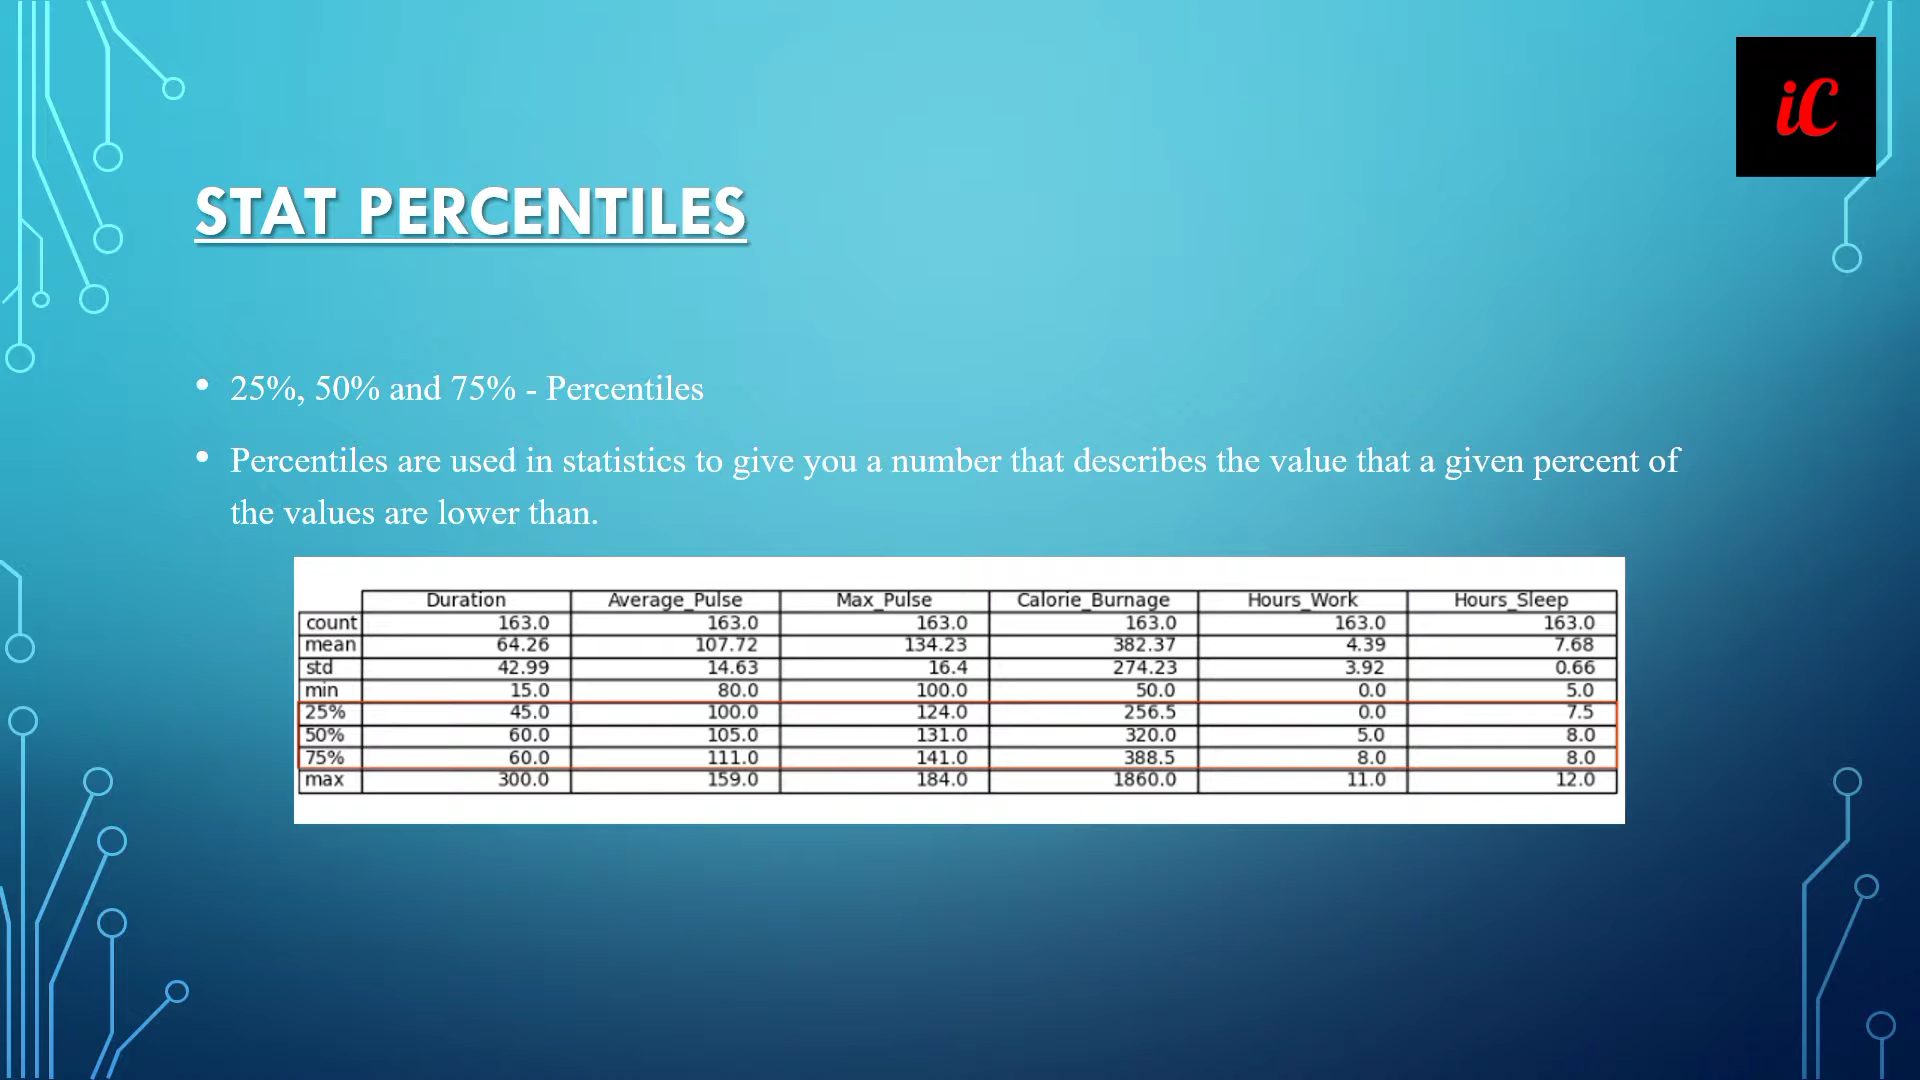 iC
STAT PERCENTILES
• 25%, 50% and 75% - Percentiles
• Percentiles are used in statistics to give you a number that describes the value that a given percent of
the values are lower than.
Duration Average_Pulse Max_Pulse Calorie_Burnage Hours_Work Hours_Sleep
count 163.0 163.0 163.0 163.0 163.0 163.0
mean 64.26 107.72 134.23 382.37 4.39 7.68
std 42.99 14.63 16.4 274.23 3.92 0.66
min 15.0 80.0 100.0 50.0 0.0 5.0
25% 45.0 100.0 124.0 256.5 0.0 7.5
50% 60.0 105.0 131.0 320.0 5.0 8.0
75% 60.0 111.0 141.0 388.5 8.0 8.0
max 300.0 159.0 184.0 1860.0 11.0 12.0